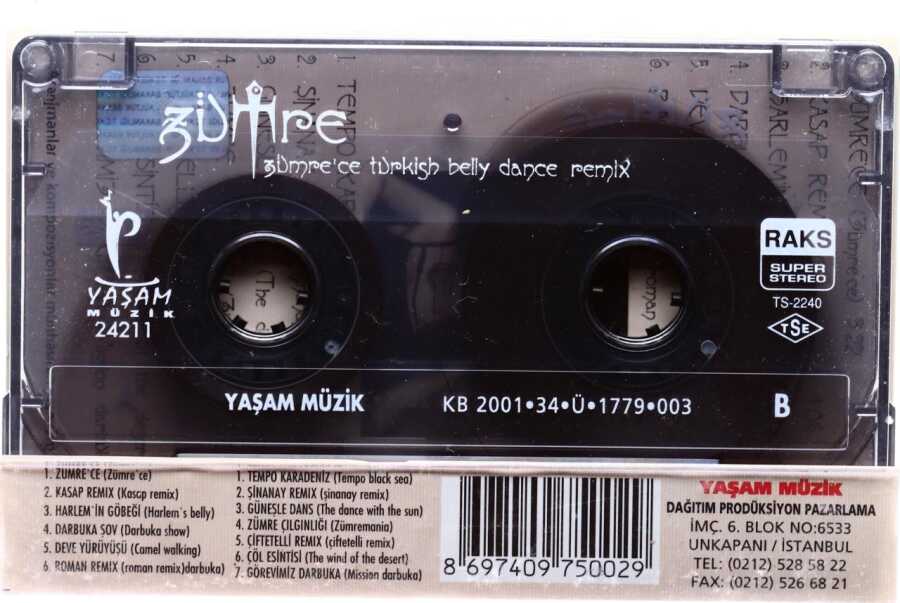 zümre
zümre'ce turkish belly dance remix
YAŞAM
MÜZİK
24211
RAKS
SUPER
STEREO
TS-2240
TSE
YAŞAM MÜZİK
KB 2001•34•Ü•1779•003
B
1. ZÜMRE'CE (Zümre'ce)
2. KASAP REMIX (Kasap remix)
3. HARLEM'İN GÖBEĞİ (Harlem's belly)
4. DARBUKA ŞOV (Darbuka show)
5. DEVE YÜRÜYÜŞÜ (Camel walking)
6. ROMAN REMIX (roman remix)darbuka)
1. TEMPO KARADENİZ (Tempo black sea)
2. ŞİNANAY REMIX (şinanay remix)
3. GÜNEŞLE DANS (The dance with the sun)
4. ZÜMRE ÇILGINLIĞI (Zümremania)
5. ÇİFTETELLİ REMIX (çiftetelli remix)
6. ÇÖL ESİNTİSİ (The wind of the desert)
7. GÖREVİMİZ DARBUKA (Mission darbuka)
8 697409 750029
YAŞAM MÜZİK
DAĞITIM PRODÜKSİYON PAZARLAMA
İMÇ. 6. BLOK NO:6533
UNKAPANI / İSTANBUL
TEL: (0212) 528 58 22
FAX: (0212) 526 68 21